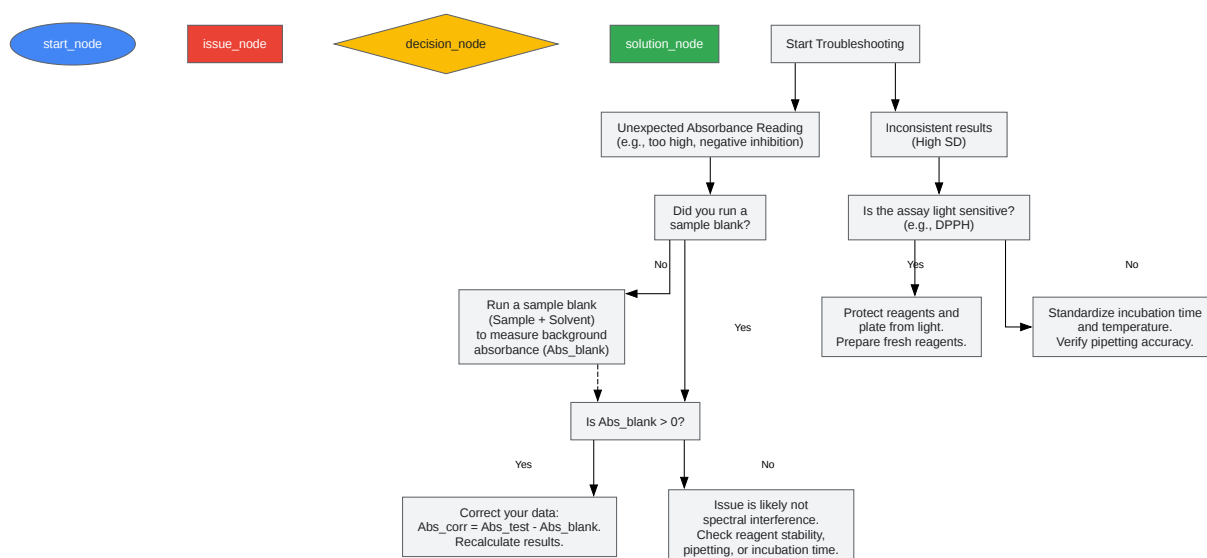 start_node
issue_node
decision_node
solution_node
Start Troubleshooting
Unexpected Absorbance Reading
(e.g., too high, negative inhibition)
Inconsistent results
(High SD)
Did you run a
sample blank?
Is the assay light sensitive?
(e.g., DPPH)
No
Yes
No
Run a sample blank
(Sample + Solvent)
to measure background
absorbance (Abs_blank)
Yes
Protect reagents and
plate from light.
Prepare fresh reagents.
Standardize incubation time
and temperature.
Verify pipetting accuracy.
Is Abs_blank > 0?
Yes
No
Correct your data:
Abs_corr = Abs_test - Abs_blank.
Recalculate results.
Issue is likely not
spectral interference.
Check reagent stability,
pipetting, or incubation time.